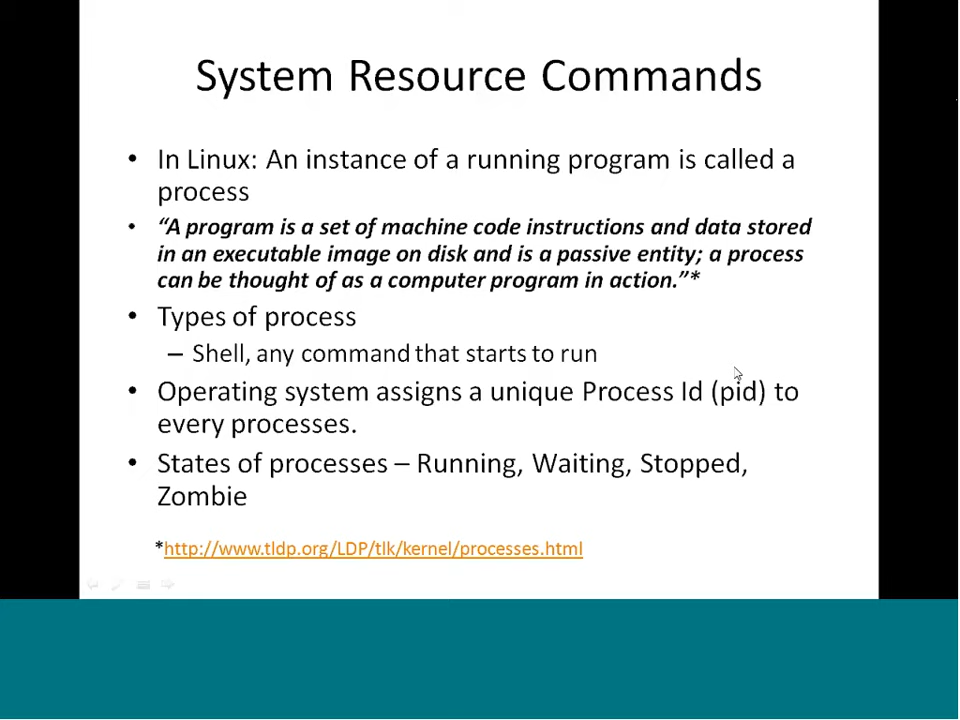 System Resource Commands
• In Linux: An instance of a running program is called a
process
• “A program is a set of machine code instructions and data stored
in an executable image on disk and is a passive entity; a process
can be thought of as a computer program in action.”*
• Types of process
– Shell, any command that starts to run
• Operating system assigns a unique Process Id (pid) to
every processes.
• States of processes – Running, Waiting, Stopped,
Zombie
*http://www.tldp.org/LDP/tlk/kernel/processes.html